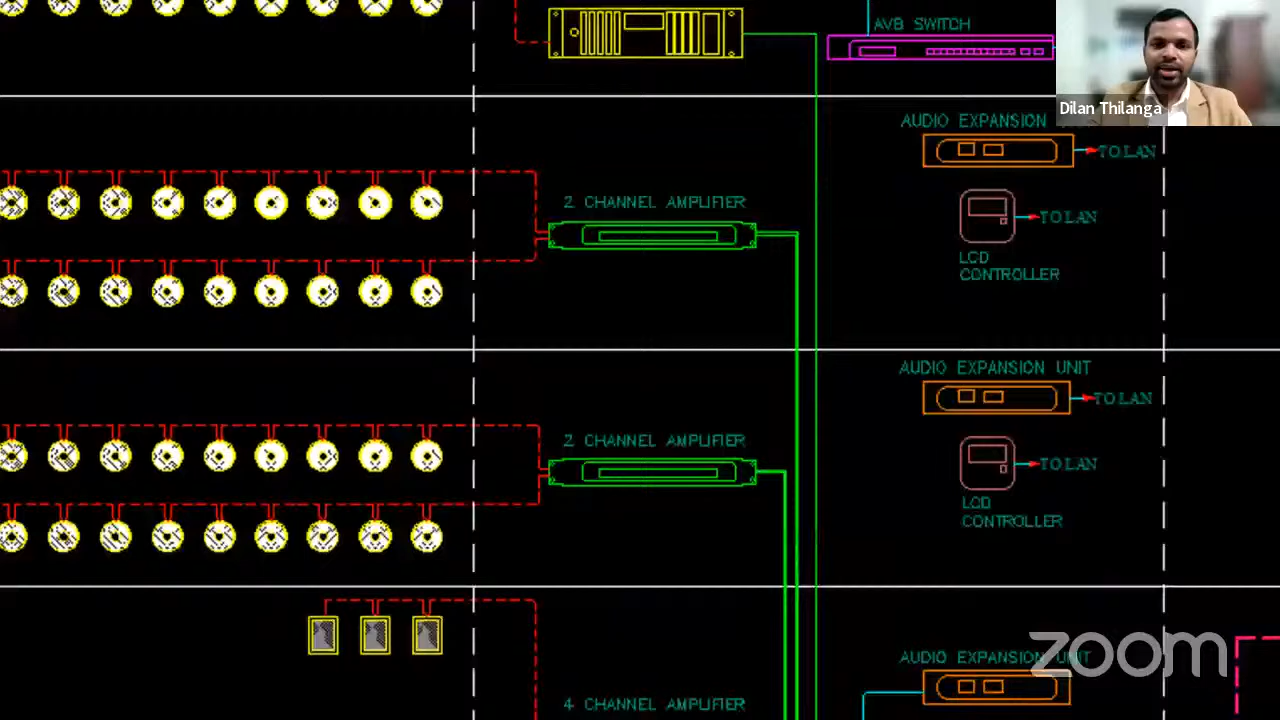 AVB SWITCH
Dilan Thilanga
AUDIO EXPANSION
TO LAN
2 CHANNEL AMPLIFIER
TO LAN
LCD
CONTROLLER
AUDIO EXPANSION UNIT
TO LAN
2 CHANNEL AMPLIFIER
TO LAN
LCD
CONTROLLER
AUDIO EXPANSION UNIT
zoom
4 CHANNEL AMPLIFIER